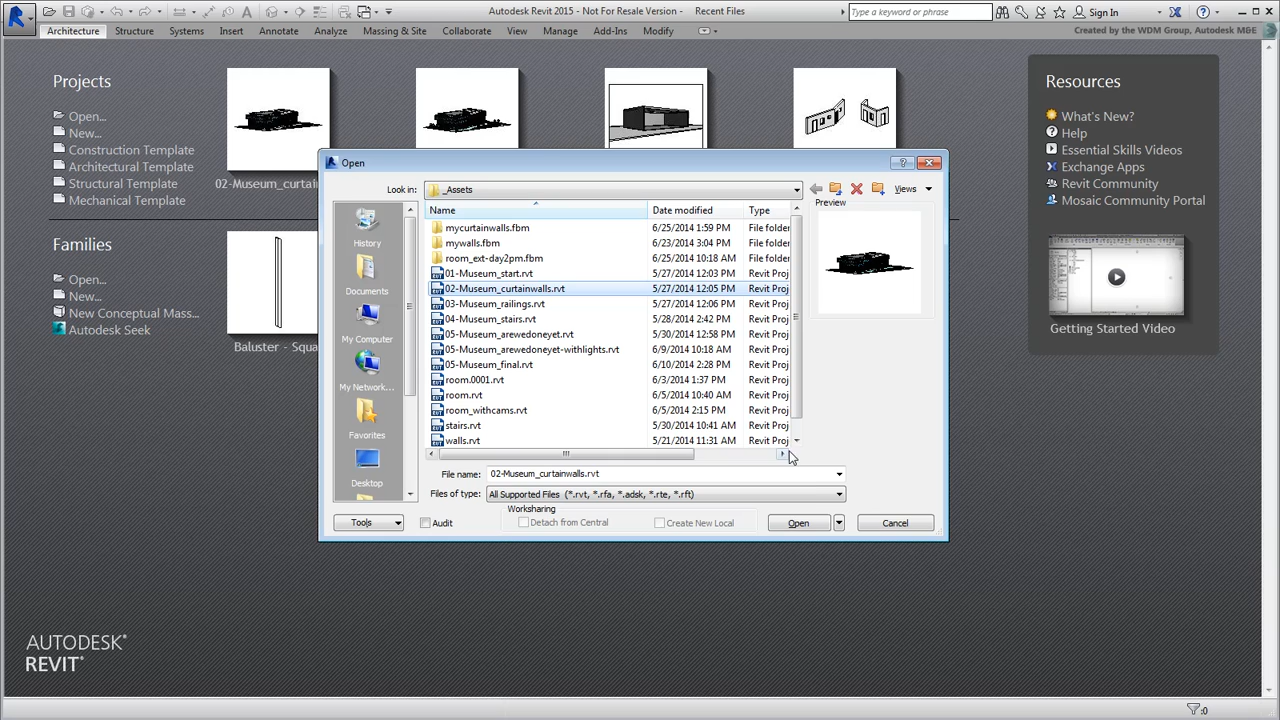 Autodesk Revit 2015 - Not For Resale Version - Recent Files
Type a keyword or phrase
Sign In
Architecture Structure Systems Insert Annotate Analyze Massing & Site Collaborate View Manage Add-Ins Modify
Created by the WDM Group, Autodesk M&E
Projects
Open...
New...
Construction Template
Architectural Template
Structural Template
Mechanical Template
02-Museum_curtai
Families
Open...
New...
New Conceptual Mass...
Autodesk Seek
Baluster - Squa
Resources
What's New?
Help
Essential Skills Videos
Exchange Apps
Revit Community
Mosaic Community Portal
Getting Started Video
Open
Look in: _Assets
Views
History
Documents
My Computer
My Network...
Favorites
Desktop
Name Date modified Type
mycurtainwalls.fbm 6/25/2014 1:59 PM File folder
mywalls.fbm 6/23/2014 3:04 PM File folder
room_ext-day2pm.fbm 6/25/2014 10:18 AM File folder
01-Museum_start.rvt 5/27/2014 12:03 PM Revit Proj
02-Museum_curtainwalls.rvt 5/27/2014 12:05 PM Revit Proj
03-Museum_railings.rvt 5/27/2014 12:06 PM Revit Proj
04-Museum_stairs.rvt 5/28/2014 2:42 PM Revit Proj
05-Museum_arewedoneyet.rvt 5/30/2014 12:58 PM Revit Proj
05-Museum_arewedoneyet-withlights.rvt 6/9/2014 10:18 AM Revit Proj
05-Museum_final.rvt 6/10/2014 2:28 PM Revit Proj
room.0001.rvt 6/3/2014 1:37 PM Revit Proj
room.rvt 6/5/2014 10:40 AM Revit Proj
room_withcams.rvt 6/5/2014 2:15 PM Revit Proj
stairs.rvt 5/30/2014 10:41 AM Revit Proj
walls.rvt 5/21/2014 11:31 AM Revit Proj
Preview
File name: 02-Museum_curtainwalls.rvt
Files of type: All Supported Files (*.rvt, *.rfa, *.adsk, *.rte, *.rft)
Worksharing
Tools Audit Detach from Central Create New Local Open Cancel
AUTODESK®
REVIT®
:0